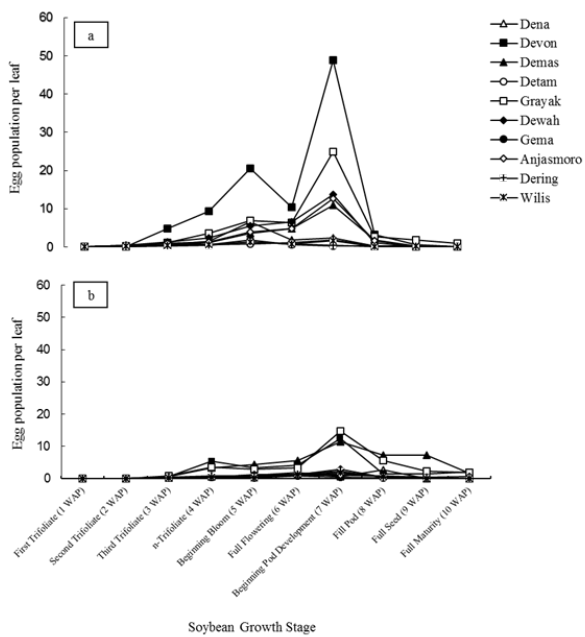 a
Egg population per leaf
60
50
40
30
20
10
0
Dena
Devon
Demas
Detam
Grayak
Dewah
Gema
Anjasmoro
Dering
Wilis
b
Egg population per leaf
60
50
40
30
20
10
0
First Trifoliate (1 WAP)
Second Trifoliate (2 WAP)
Third Trifoliate (3 WAP)
n-Trifoliate (4 WAP)
Beginning Bloom (5 WAP)
Full Flowering (6 WAP)
Beginning Pod Development (7 WAP)
Fill Pod (8 WAP)
Full Seed (9 WAP)
Full Maturity (10 WAP)
Soybean Growth Stage